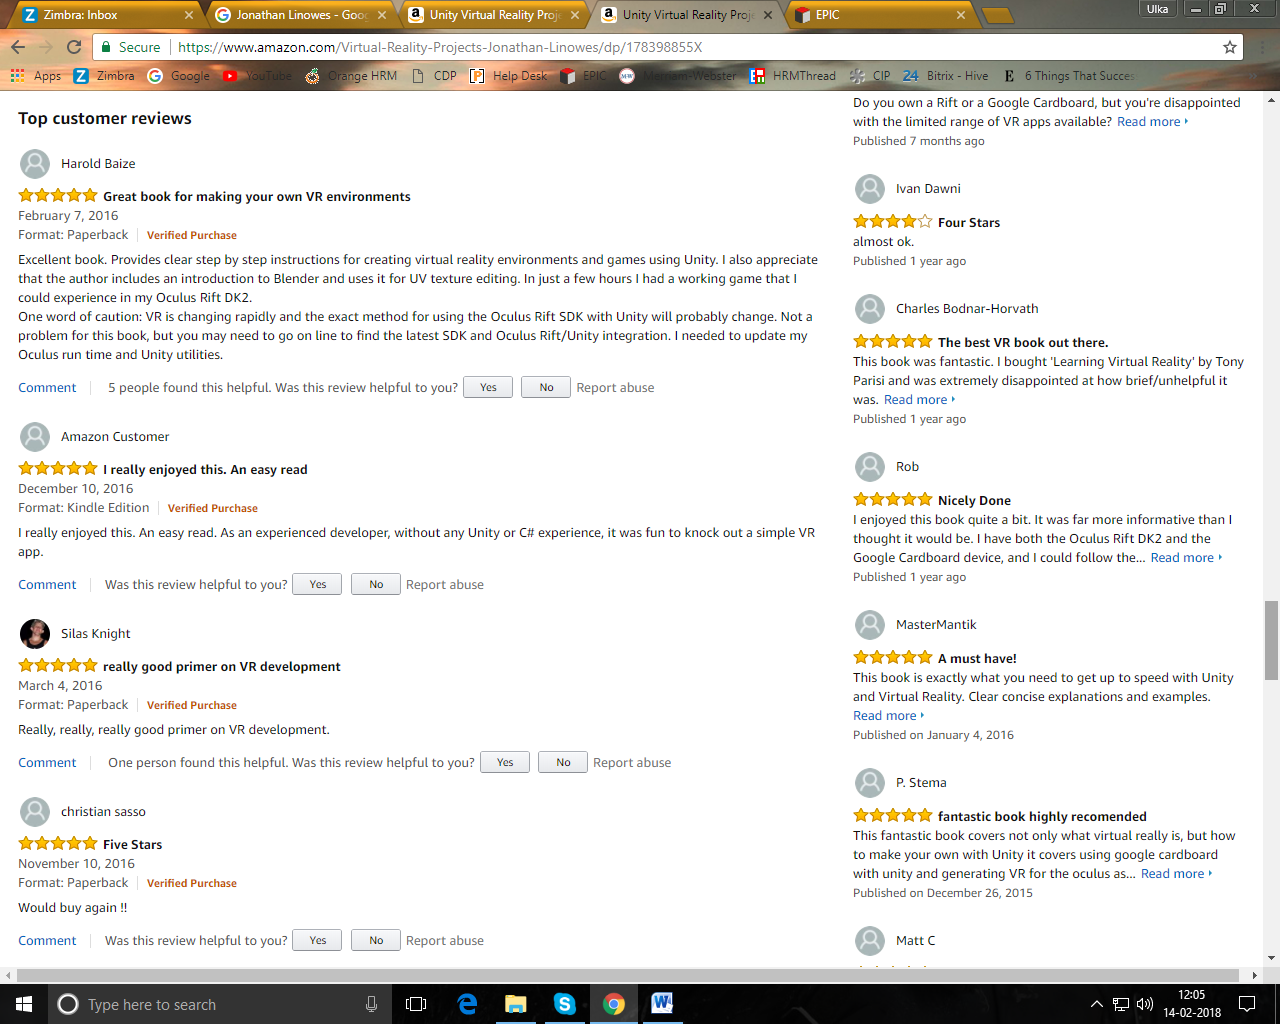 Zimbra: Inbox
Jonathan Linowes - Goog
Unity Virtual Reality Proje
Unity Virtual Reality Proje
EPIC
Ulka
Secure
https://www.amazon.com/Virtual-Reality-Projects-Jonathan-Linowes/dp/178398855X
Apps
Zimbra
Google
YouTube
Orange HRM
CDP
Help Desk
EPIC
Merriam-Webster
HRMThread
CIP
24
Bitrix - Hive
6 Things That Succes
Top customer reviews
Harold Baize
Great book for making your own VR environments
February 7, 2016
Format: Paperback
Verified Purchase
Excellent book. Provides clear step by step instructions for creating virtual reality environments and games using Unity. I also appreciate
that the author includes an introduction to Blender and uses it for UV texture editing. In just a few hours I had a working game that I
could experience in my Oculus Rift DK2.
One word of caution: VR is changing rapidly and the exact method for using the Oculus Rift SDK with Unity will probably change. Not a
problem for this book, but you may need to go on line to find the latest SDK and Oculus Rift/Unity integration. I needed to update my
Oculus run time and Unity utilities.
Comment
5 people found this helpful. Was this review helpful to you?
Yes
No
Report abuse
Amazon Customer
I really enjoyed this. An easy read
December 10, 2016
Format: Kindle Edition
Verified Purchase
I really enjoyed this. An easy read. As an experienced developer, without any Unity or C# experience, it was fun to knock out a simple VR
app.
Comment
Was this review helpful to you?
Yes
No
Report abuse
Silas Knight
really good primer on VR development
March 4, 2016
Format: Paperback
Verified Purchase
Really, really, really good primer on VR development.
Comment
One person found this helpful. Was this review helpful to you?
Yes
No
Report abuse
christian sasso
Five Stars
November 10, 2016
Format: Paperback
Verified Purchase
Would buy again !!
Comment
Was this review helpful to you?
Yes
No
Report abuse
Do you own a Rift or a Google Cardboard, but you're disappointed
with the limited range of VR apps available? Read more
Published 7 months ago
Ivan Dawni
Four Stars
almost ok.
Published 1 year ago
Charles Bodnar-Horvath
The best VR book out there.
This book was fantastic. I bought 'Learning Virtual Reality' by Tony
Parisi and was extremely disappointed at how brief/unhelpful it
was. Read more
Published 1 year ago
Rob
Nicely Done
I enjoyed this book quite a bit. It was far more informative than I
thought it would be. I have both the Oculus Rift DK2 and the
Google Cardboard device, and I could follow the... Read more
Published 1 year ago
MasterMantik
A must have!
This book is exactly what you need to get up to speed with Unity
and Virtual Reality. Clear concise explanations and examples.
Read more
Published on January 4, 2016
P. Stema
fantastic book highly recomended
This fantastic book covers not only what virtual really is, but how
to make your own with Unity it covers using google cardboard
with unity and generating VR for the oculus as... Read more
Published on December 26, 2015
Matt C
Type here to search
12:05
14-02-2018